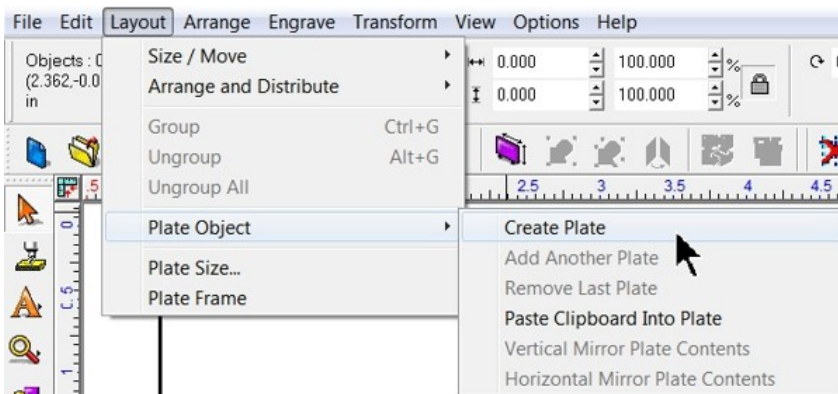 File Edit Layout Arrange Engrave Transform View Options Help
Objects : 
(2.362,-0.0
in
0.000 100.000 %
0.000 100.000 %
Size / Move
Arrange and Distribute
Group Ctrl+G
Ungroup Alt+G
Ungroup All
Plate Object
Plate Size...
Plate Frame
.5 2.5 3 3.5 4 4.5
0
0.5
1
Create Plate
Add Another Plate
Remove Last Plate
Paste Clipboard Into Plate
Vertical Mirror Plate Contents
Horizontal Mirror Plate Contents